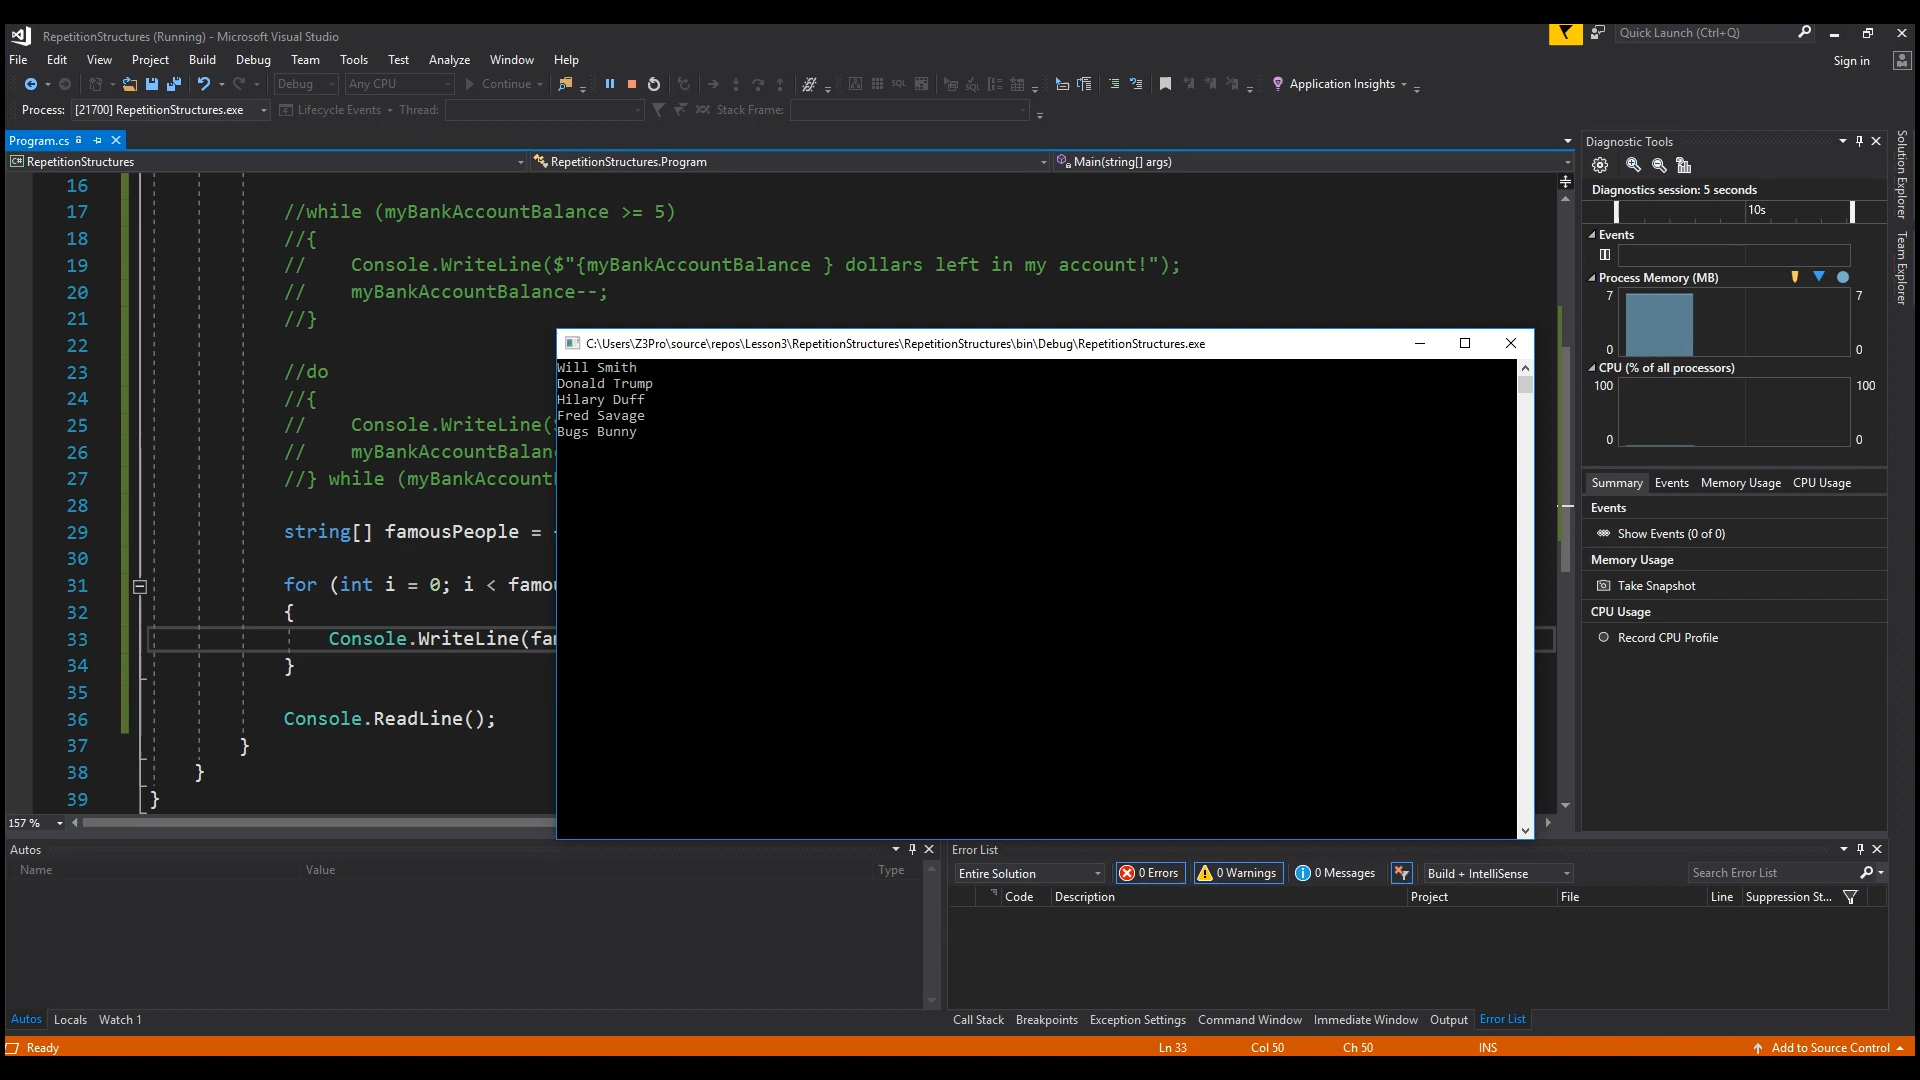 RepetitionStructures (Running) - Microsoft Visual Studio
Quick Launch (Ctrl+Q)
File Edit View Project Build Debug Team Tools Test Analyze Window Help
Sign in
Debug Any CPU Continue Application Insights
Process: [21700] RepetitionStructures.exe Lifecycle Events Thread: Stack Frame:
Program.cs
RepetitionStructures RepetitionStructures.Program Main(string[] args)
16
17 //while (myBankAccountBalance >= 5)
18 //{
19 // Console.WriteLine($"{myBankAccountBalance } dollars left in my account!");
20 // myBankAccountBalance--;
21 //}
22
23 //do
24 //{
25 // Console.WriteLine(
26 // myBankAccountBalan
27 //} while (myBankAccount
28
29 string[] famousPeople =
30
31 for (int i = 0; i < famou
32 {
33 Console.WriteLine(fam
34 }
35
36 Console.ReadLine();
37 }
38 }
39 }
157 %
C:\Users\Z3Pro\source\repos\Lesson3\RepetitionStructures\RepetitionStructures\bin\Debug\RepetitionStructures.exe
Will Smith
Donald Trump
Hilary Duff
Fred Savage
Bugs Bunny
Diagnostic Tools
Diagnostics session: 5 seconds
10s
Events
Process Memory (MB)
7 7
0 0
CPU (% of all processors)
100 100
0 0
Summary Events Memory Usage CPU Usage
Events
Show Events (0 of 0)
Memory Usage
Take Snapshot
CPU Usage
Record CPU Profile
Solution Explorer
Team Explorer
Autos
Name Value Type
Autos Locals Watch 1
Error List
Entire Solution 0 Errors 0 Warnings 0 Messages Build + IntelliSense Search Error List
Code Description Project File Line Suppression St...
Call Stack Breakpoints Exception Settings Command Window Immediate Window Output Error List
Ready Ln 33 Col 50 Ch 50 INS Add to Source Control